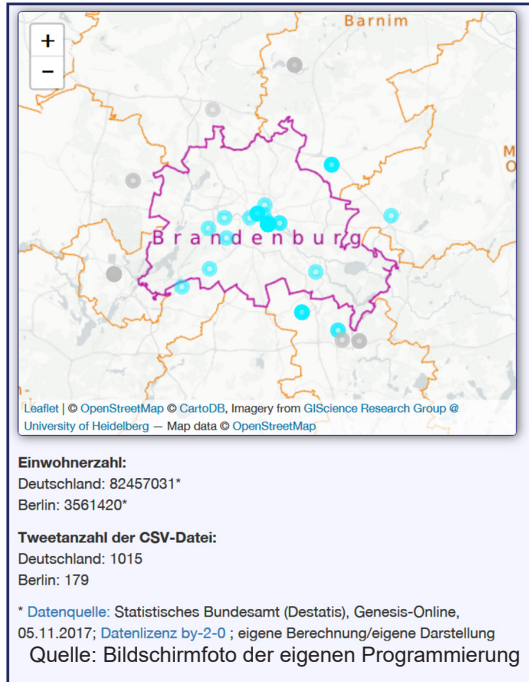 +
−
Barnim
M
O
Brandenburg
Leaflet | © OpenStreetMap © CartoDB, Imagery from GIScience Research Group @
University of Heidelberg — Map data © OpenStreetMap
Einwohnerzahl:
Deutschland: 82457031*
Berlin: 3561420*
Tweetanzahl der CSV-Datei:
Deutschland: 1015
Berlin: 179
* Datenquelle: Statistisches Bundesamt (Destatis), Genesis-Online,
05.11.2017; Datenlizenz by-2-0 ; eigene Berechnung/eigene Darstellung
Quelle: Bildschirmfoto der eigenen Programmierung